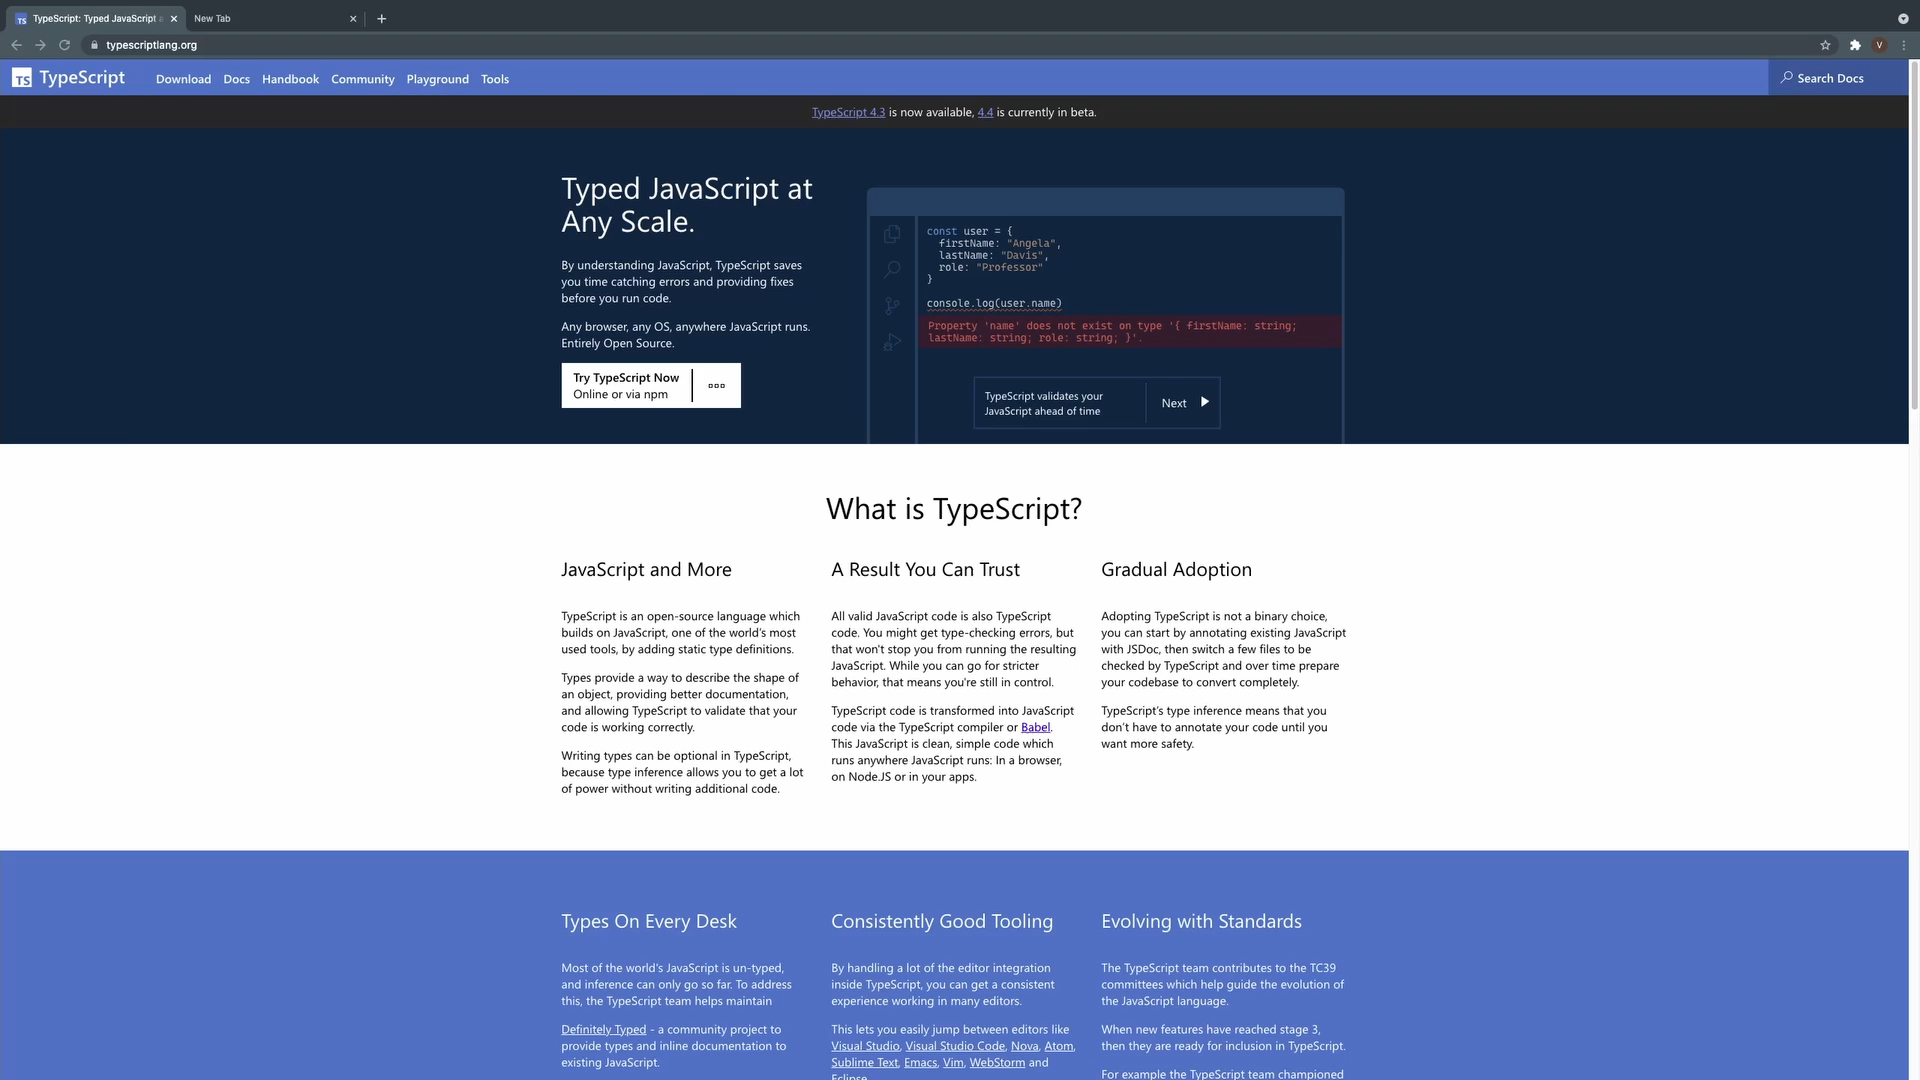 TypeScript: Typed JavaScript a
New Tab
typescriptlang.org
V
TS TypeScript
Download Docs Handbook Community Playground Tools
Search Docs
TypeScript 4.3 is now available, 4.4 is currently in beta.
Typed JavaScript at
Any Scale.
By understanding JavaScript, TypeScript saves
you time catching errors and providing fixes
before you run code.
Any browser, any OS, anywhere JavaScript runs.
Entirely Open Source.
Try TypeScript Now
Online or via npm
const user = {
firstName: "Angela",
lastName: "Davis",
role: "Professor"
}
console.log(user.name)
Property 'name' does not exist on type '{ firstName: string;
lastName: string; role: string; }'.
TypeScript validates your
JavaScript ahead of time
Next
What is TypeScript?
JavaScript and More
TypeScript is an open-source language which
builds on JavaScript, one of the world's most
used tools, by adding static type definitions.
Types provide a way to describe the shape of
an object, providing better documentation,
and allowing TypeScript to validate that your
code is working correctly.
Writing types can be optional in TypeScript,
because type inference allows you to get a lot
of power without writing additional code.
A Result You Can Trust
All valid JavaScript code is also TypeScript
code. You might get type-checking errors, but
that won't stop you from running the resulting
JavaScript. While you can go for stricter
behavior, that means you're still in control.
TypeScript code is transformed into JavaScript
code via the TypeScript compiler or Babel.
This JavaScript is clean, simple code which
runs anywhere JavaScript runs: In a browser,
on Node.JS or in your apps.
Gradual Adoption
Adopting TypeScript is not a binary choice,
you can start by annotating existing JavaScript
with JSDoc, then switch a few files to be
checked by TypeScript and over time prepare
your codebase to convert completely.
TypeScript's type inference means that you
don't have to annotate your code until you
want more safety.
Types On Every Desk
Most of the world's JavaScript is un-typed,
and inference can only go so far. To address
this, the TypeScript team helps maintain
Definitely Typed - a community project to
provide types and inline documentation to
existing JavaScript.
Consistently Good Tooling
By handling a lot of the editor integration
inside TypeScript, you can get a consistent
experience working in many editors.
This lets you easily jump between editors like
Visual Studio, Visual Studio Code, Nova, Atom,
Sublime Text, Emacs, Vim, WebStorm and
Eclipse
Evolving with Standards
The TypeScript team contributes to the TC39
committees which help guide the evolution of
the JavaScript language.
When new features have reached stage 3,
then they are ready for inclusion in TypeScript.
For example the TypeScript team championed